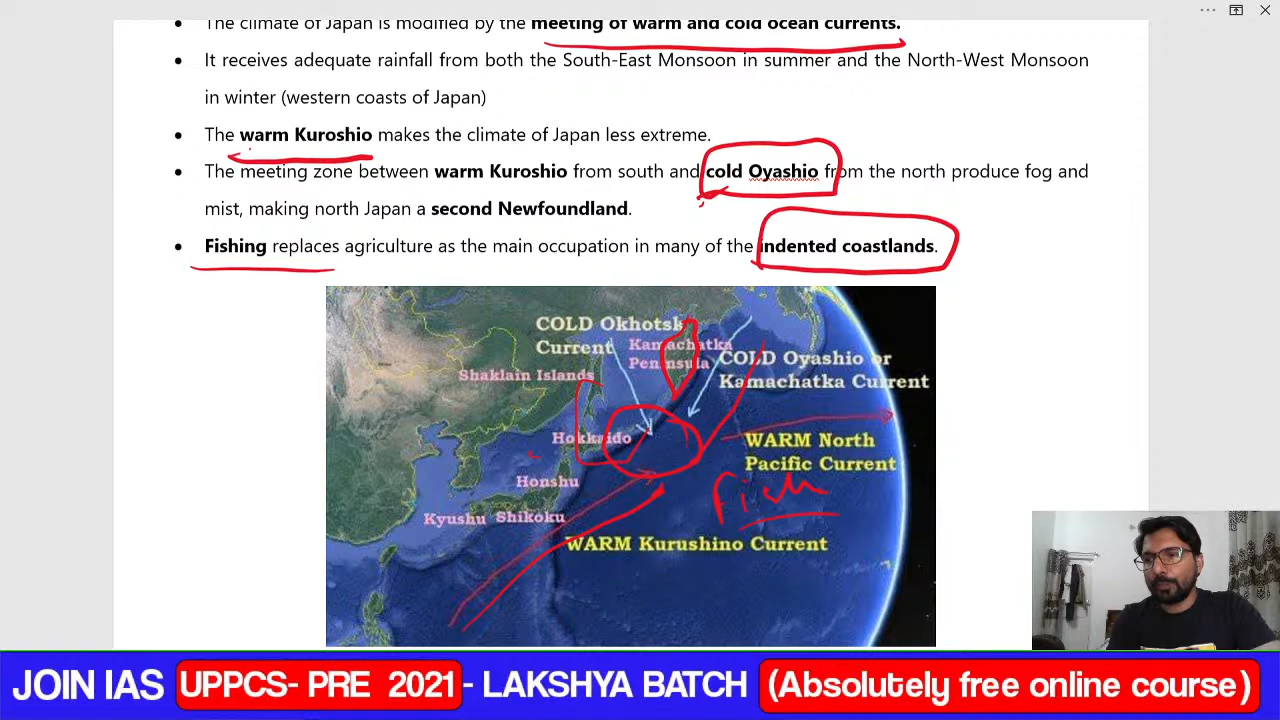 The climate of Japan is modified by the meeting of warm and cold ocean currents.
It receives adequate rainfall from both the South-East Monsoon in summer and the North-West Monsoon
in winter (western coasts of Japan)
The warm Kuroshio makes the climate of Japan less extreme.
The meeting zone between warm Kuroshio from south and cold Oyashio from the north produce fog and
mist, making north Japan a second Newfoundland.
Fishing replaces agriculture as the main occupation in many of the indented coastlands.
COLD Okhotsk
Current
Kamachatka
Peninsula
COLD Oyashio or
Kamachatka Current
Shaklain Islands
Hokkaido
WARM North
Pacific Current
Honshu
Fish
Kyushu Shikoku
WARM Kurushino Current
JOIN IAS UPPCS- PRE 2021 - LAKSHYA BATCH (Absolutely free online course)